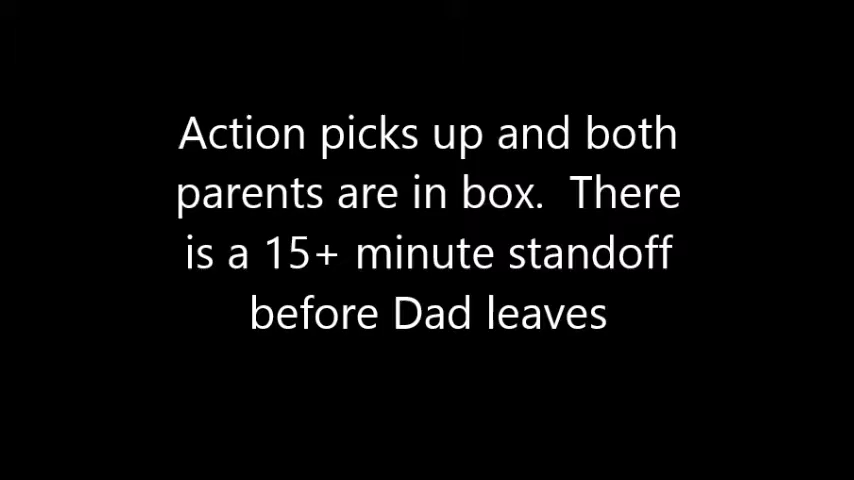 Action picks up and both
parents are in box.  There
is a 15+ minute standoff
before Dad leaves